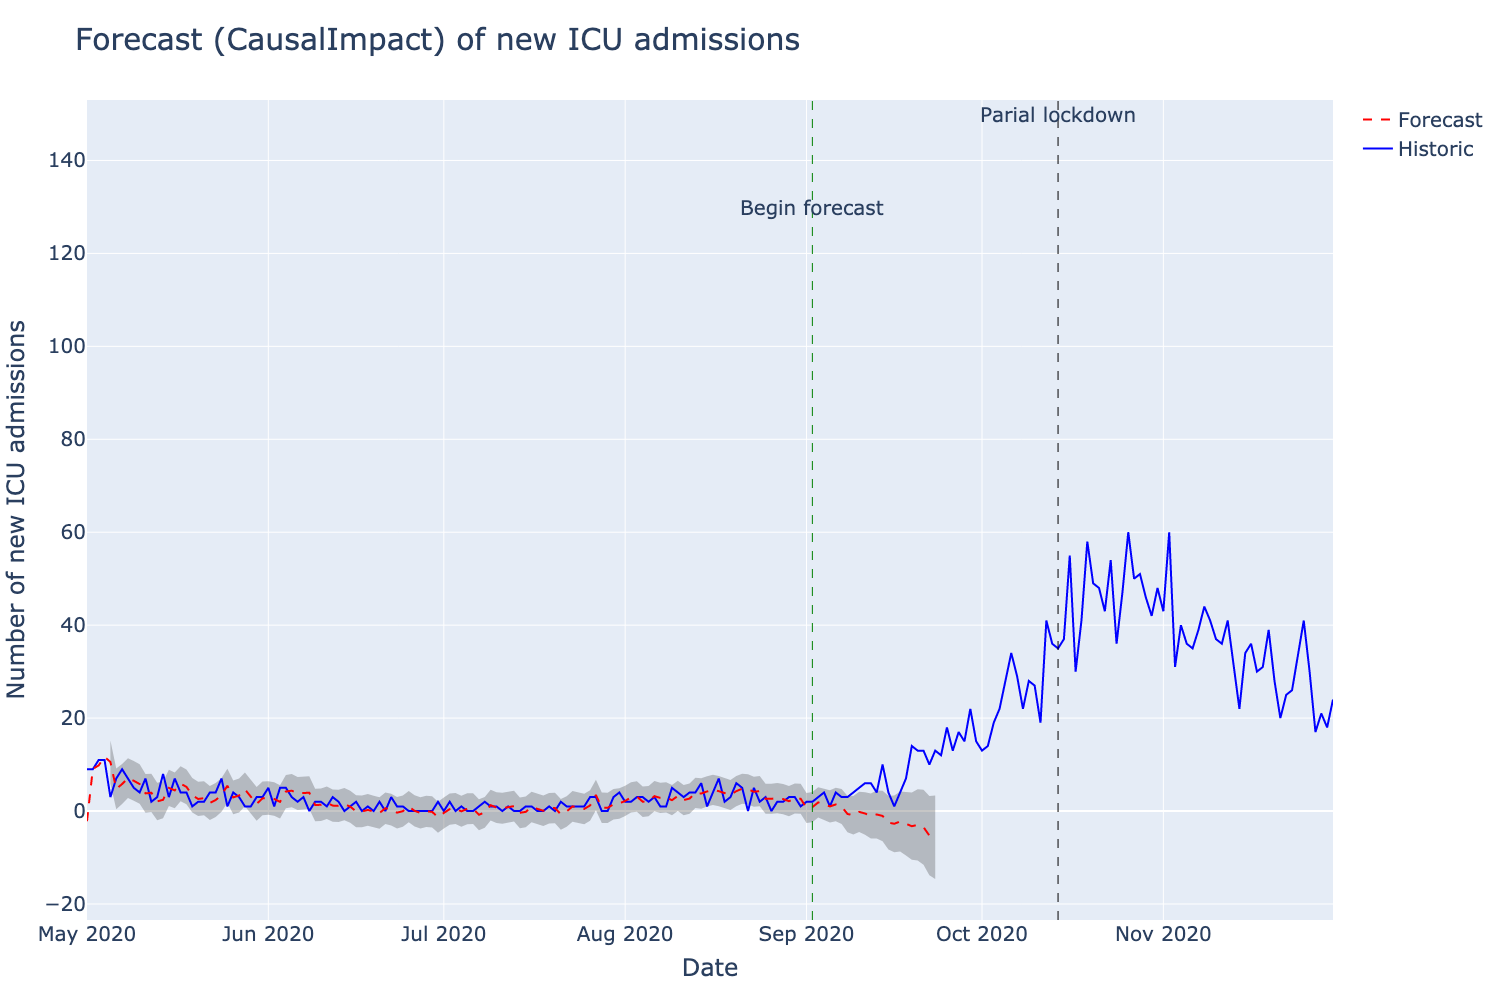 Forecast (CausalImpact) of new ICU admissions
Parial lockdown
Forecast
Historic
Begin forecast
Number of new ICU admissions
140
120
100
80
60
40
20
0
−20
May 2020
Jun 2020
Jul 2020
Aug 2020
Sep 2020
Oct 2020
Nov 2020
Date